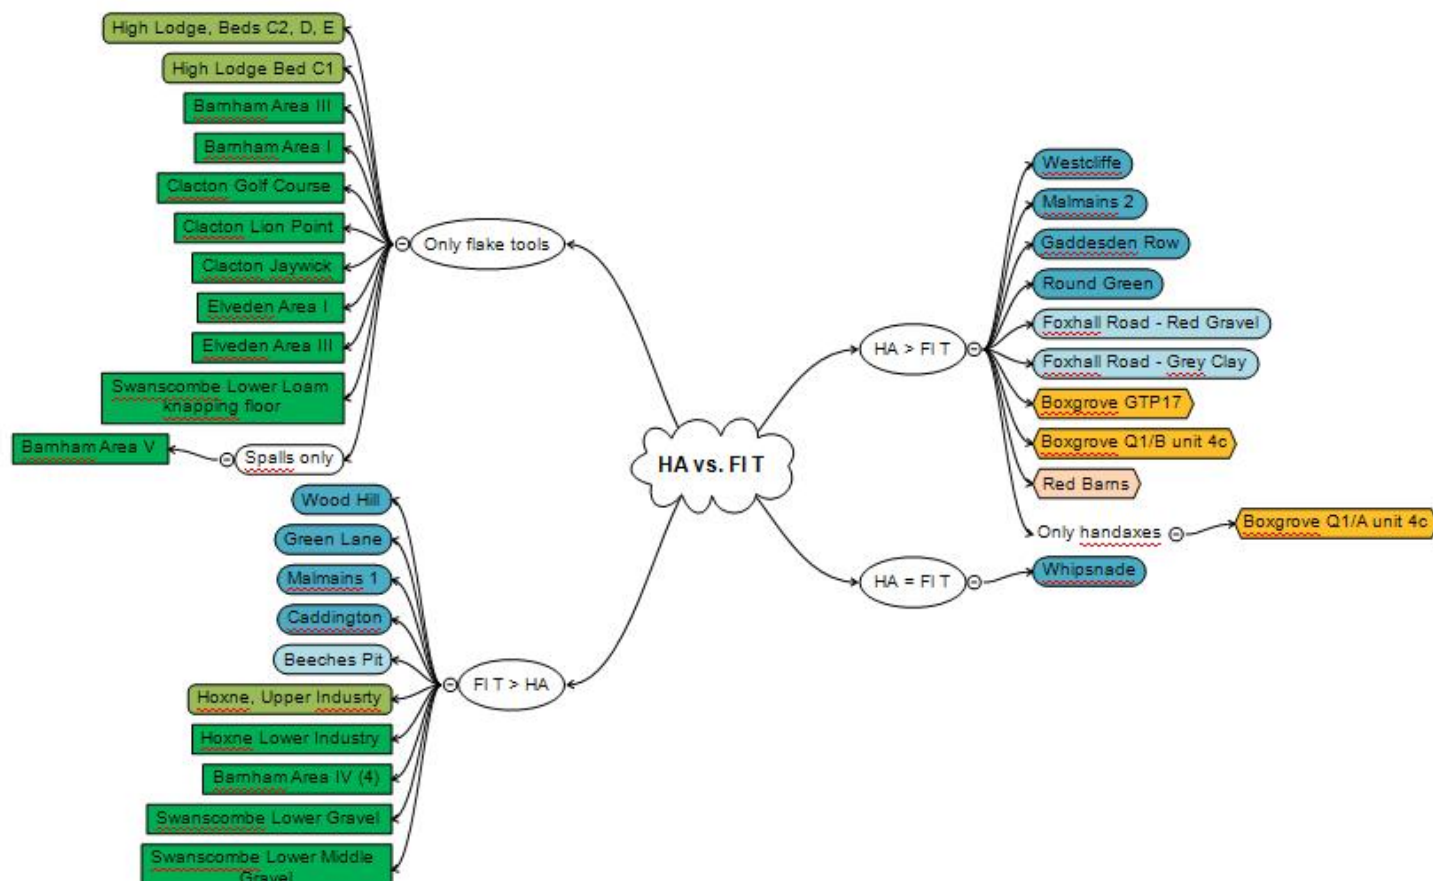 High Lodge, Beds C2, D, E
High Lodge Bed C1
Barnham Area III
Barnham Area I
Clacton Golf Course
Clacton Lion Point
Clacton Jaywick
Elveden Area I
Elveden Area III
Swanscombe Lower Loam
knapping floor
Barnham Area V
Spalls only
Only flake tools
Wood Hill
Green Lane
Malmains 1
Caddington
Beeches Pit
Hoxne, Upper Indusrty
Hoxne Lower Industry
Barnham Area IV (4)
Swanscombe Lower Gravel
Swanscombe Lower Middle
Gravel
Fl T > HA
HA vs. Fl T
HA > Fl T
Westcliffe
Malmains 2
Gaddesden Row
Round Green
Foxhall Road - Red Gravel
Foxhall Road - Grey Clay
Boxgrove GTP17
Boxgrove Q1/B unit 4c
Red Barns
Only handaxes
Boxgrove Q1/A unit 4c
HA = Fl T
Whipsnade